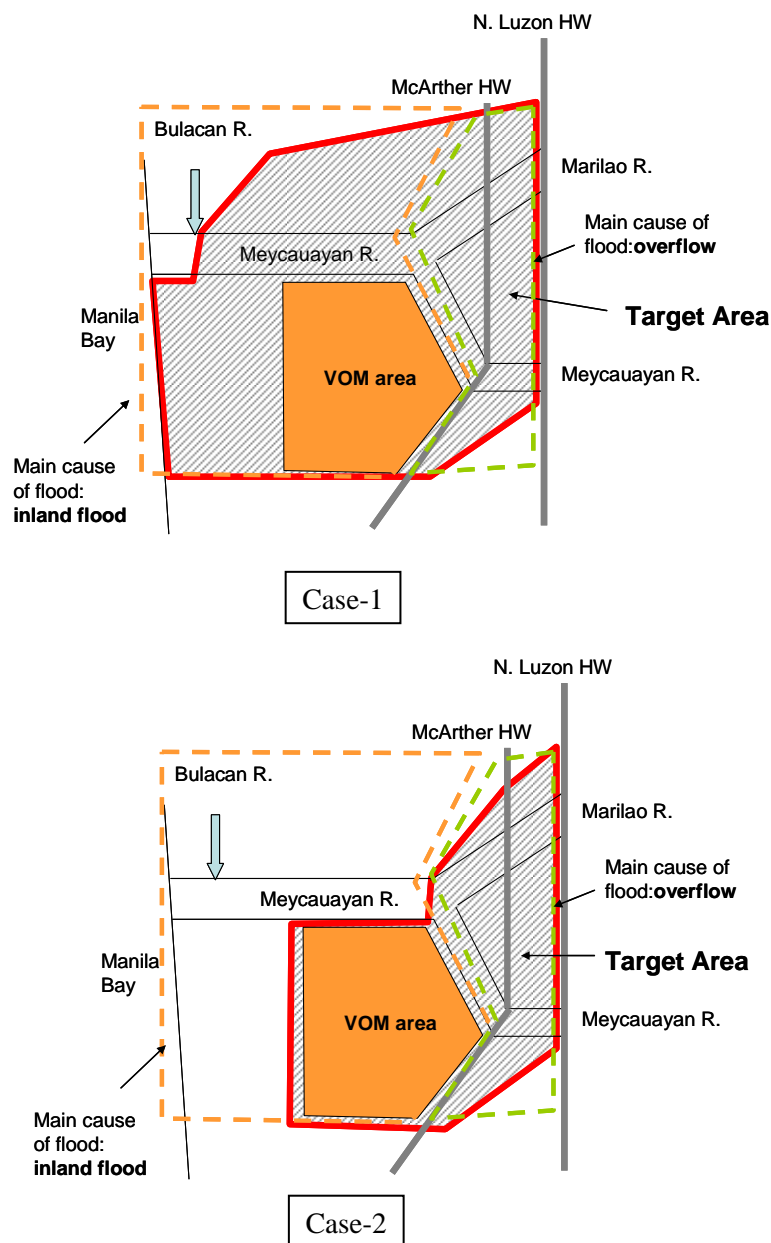 N. Luzon HW
McArther HW
Bulacan R.
Marilao R.
Main cause of
flood:overflow
Meycauayan R.
Target Area
Manila
Bay
VOM area
Meycauayan R.
Main cause
of flood:
inland flood
Case-1
N. Luzon HW
McArther HW
Bulacan R.
Marilao R.
Main cause of
flood:overflow
Meycauayan R.
Target Area
Manila
Bay
VOM area
Meycauayan R.
Main cause
of flood:
inland flood
Case-2